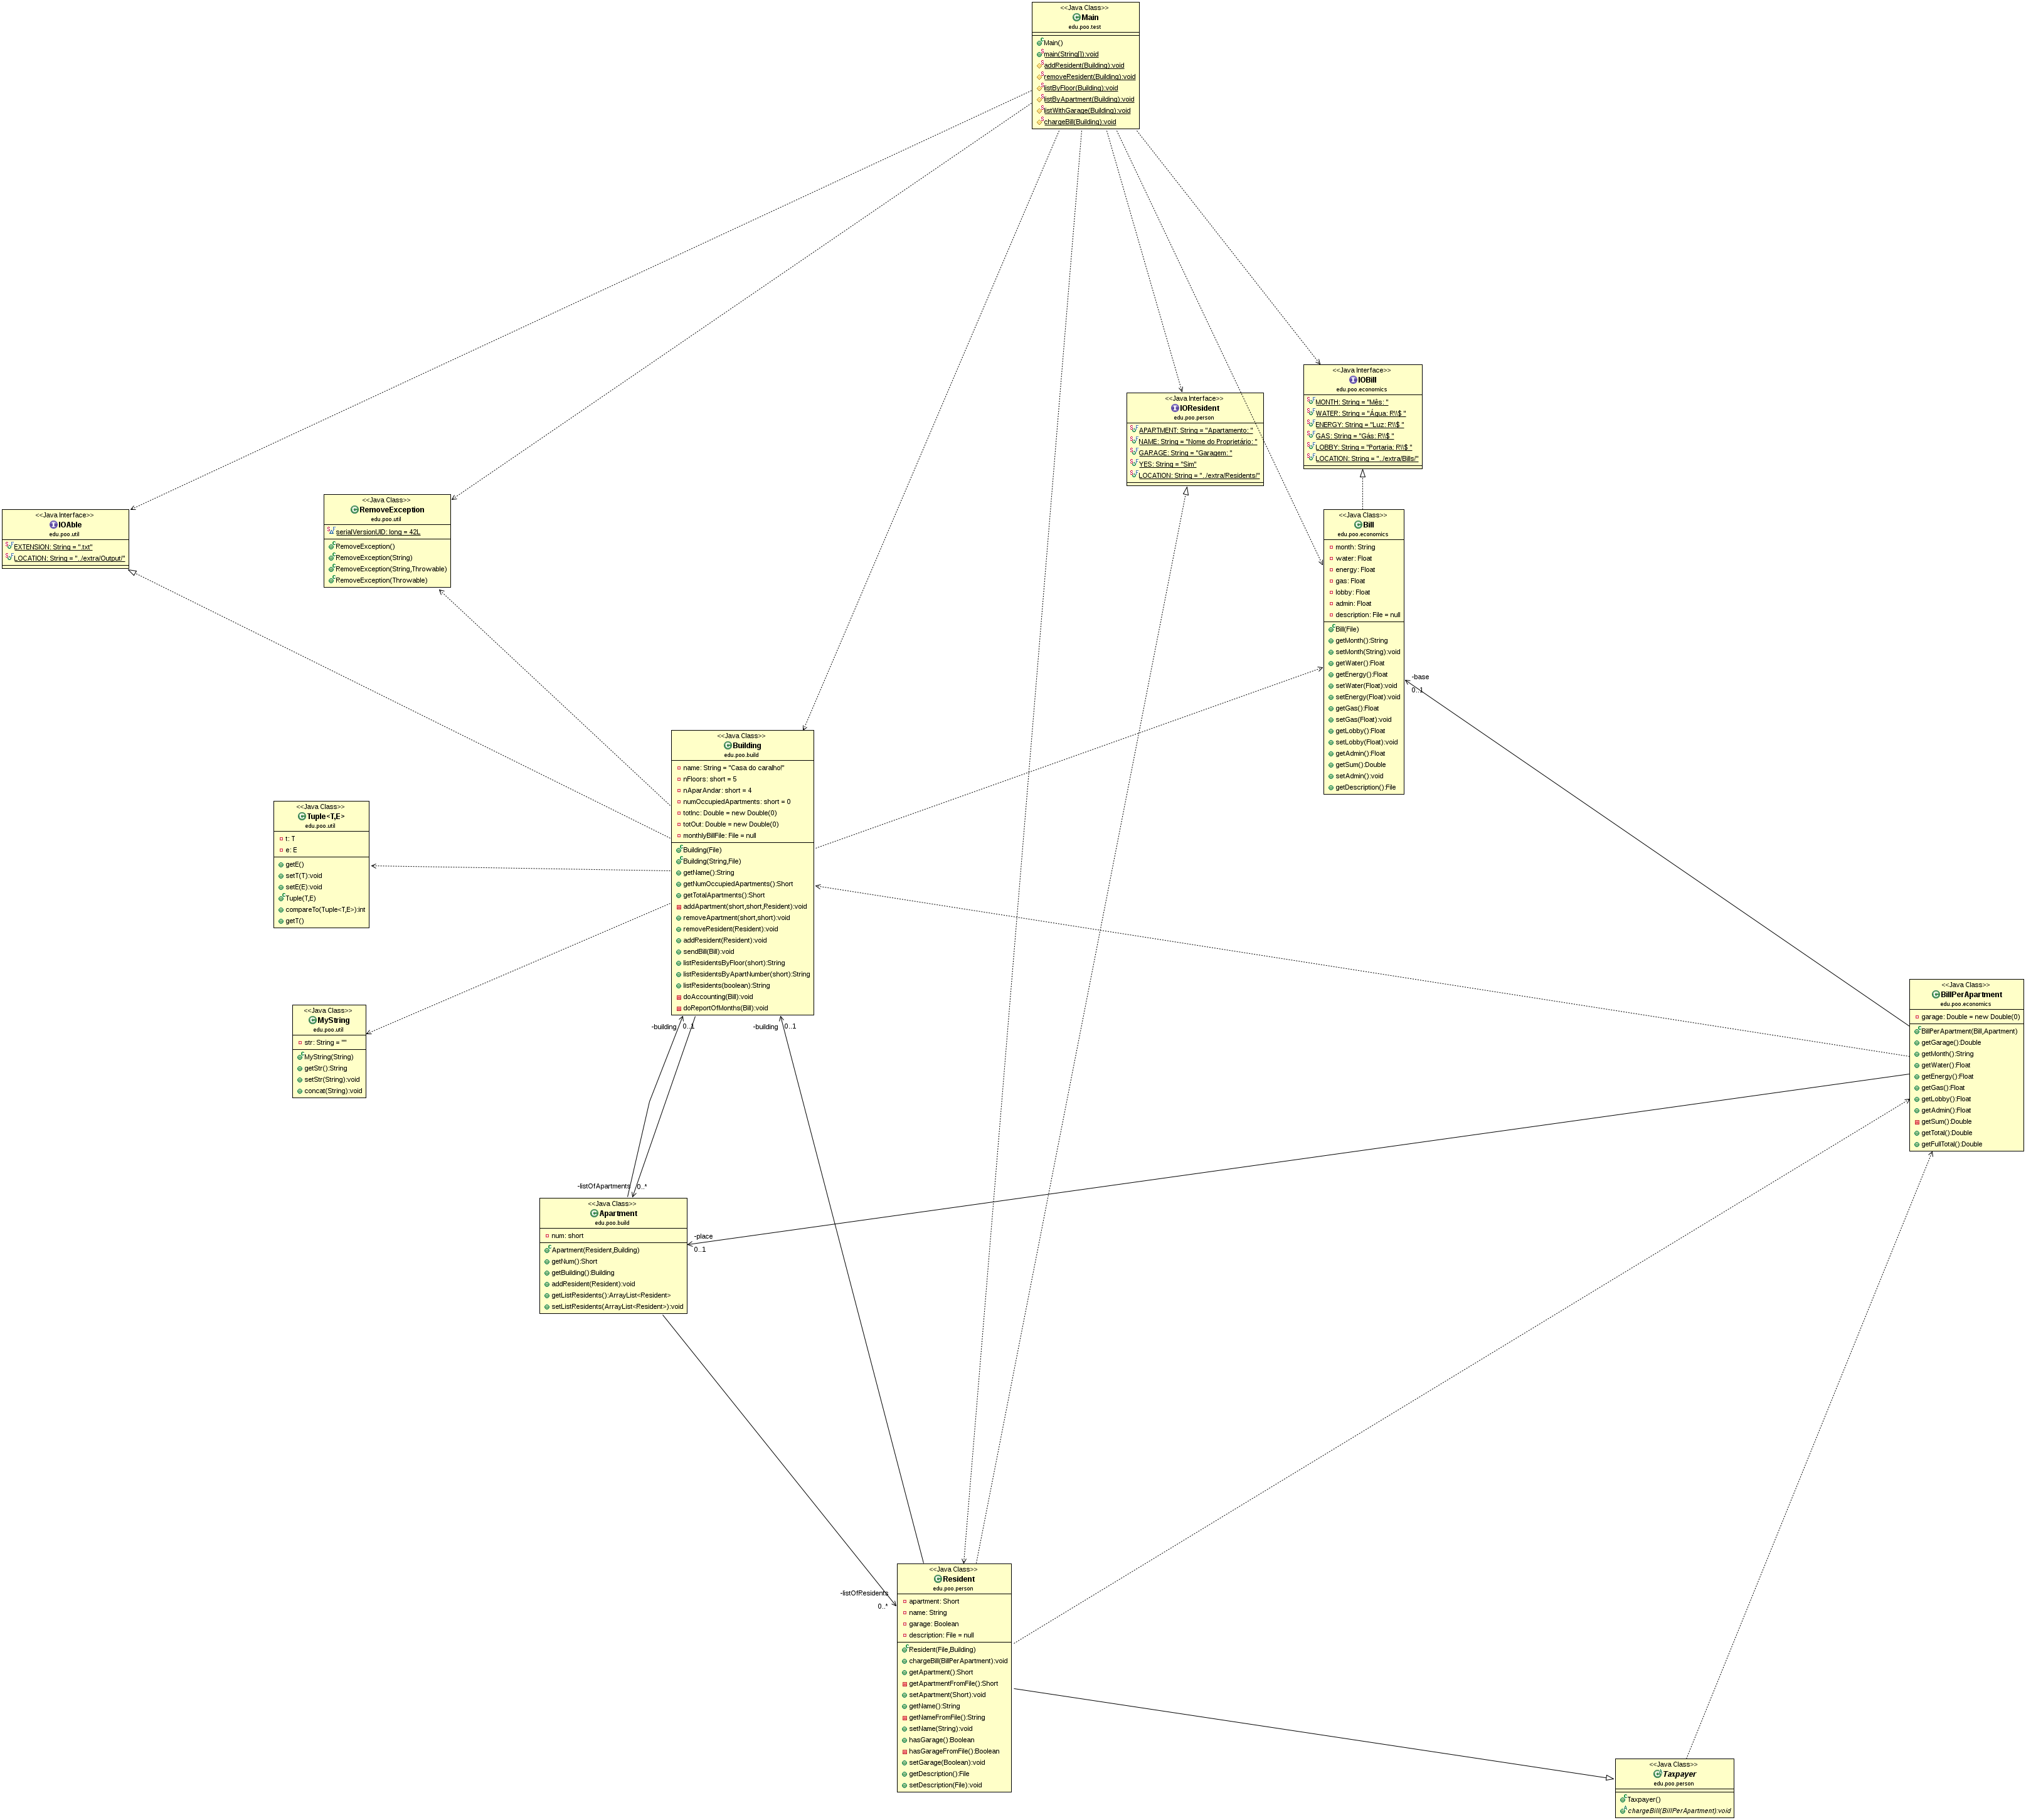 <<Java Class>>
Main
edu.poo.test
Main()
main(String[]):void
addResident(Building):void
removeResident(Building):void
listByFloor(Building):void
listByApartment(Building):void
listWithGarage(Building):void
chargeBill(Building):void
<<Java Interface>>
IOBill
edu.poo.economics
MONTH: String = "Mês: "
WATER: String = "Água: R\\$ "
ENERGY: String = "Luz: R\\$ "
GAS: String = "Gás: R\\$ "
LOBBY: String = "Portaria: R\\$ "
LOCATION: String = "../extra/Bills/"
<<Java Interface>>
IOResident
edu.poo.person
APARTMENT: String = "Apartamento: "
NAME: String = "Nome do Proprietário: "
GARAGE: String = "Garagem: "
YES: String = "Sim"
LOCATION: String = "../extra/Residents/"
<<Java Interface>>
IOAble
edu.poo.util
EXTENSION: String = ".txt"
LOCATION: String = "../extra/Output/"
<<Java Class>>
RemoveException
edu.poo.util
serialVersionUID: long = 42L
RemoveException()
RemoveException(String)
RemoveException(String,Throwable)
RemoveException(Throwable)
<<Java Class>>
Bill
edu.poo.economics
month: String
water: Float
energy: Float
gas: Float
lobby: Float
admin: Float
description: File = null
Bill(File)
getMonth():String
setMonth(String):void
getWater():Float
getEnergy():Float
setWater(Float):void
setEnergy(Float):void
getGas():Float
setGas(Float):void
getLobby():Float
setLobby(Float):void
getAdmin():Float
getSum():Double
setAdmin():void
getDescription():File
-base
0..1
<<Java Class>>
Building
edu.poo.build
name: String = "Casa do caralho!"
nFloors: short = 5
nAparAndar: short = 4
numOccupiedApartments: short = 0
totInc: Double = new Double(0)
totOut: Double = new Double(0)
monthlyBillFile: File = null
Building(File)
Building(String,File)
getName():String
getNumOccupiedApartments():Short
getTotalApartments():Short
addApartment(short,short,Resident):void
removeApartment(short,short):void
removeResident(Resident):void
addResident(Resident):void
sendBill(Bill):void
listResidentsByFloor(short):String
listResidentsByApartNumber(short):String
listResidents(boolean):String
doAccounting(Bill):void
doReportOfMonths(Bill):void
-building
0..1
-building
0..1
<<Java Class>>
Tuple<T,E>
edu.poo.util
t: T
e: E
getE()
setT(T):void
setE(E):void
Tuple(T,E)
compareTo(Tuple<T,E>):int
getT()
<<Java Class>>
MyString
edu.poo.util
str: String = ""
MyString(String)
getStr():String
setStr(String):void
concat(String):void
<<Java Class>>
BillPerApartment
edu.poo.economics
garage: Double = new Double(0)
BillPerApartment(Bill,Apartment)
getGarage():Double
getMonth():String
getWater():Float
getEnergy():Float
getGas():Float
getLobby():Float
getAdmin():Float
getSum():Double
getTotal():Double
getFullTotal():Double
-listOfApartments
0..*
<<Java Class>>
Apartment
edu.poo.build
num: short
Apartment(Resident,Building)
getNum():Short
getBuilding():Building
addResident(Resident):void
getListResidents():ArrayList<Resident>
setListResidents(ArrayList<Resident>):void
-place
0..1
-listOfResidents
0..*
<<Java Class>>
Resident
edu.poo.person
apartment: Short
name: String
garage: Boolean
description: File = null
Resident(File,Building)
chargeBill(BillPerApartment):void
getApartment():Short
getApartmentFromFile():Short
setApartment(Short):void
getName():String
getNameFromFile():String
setName(String):void
hasGarage():Boolean
hasGarageFromFile():Boolean
setGarage(Boolean):void
getDescription():File
setDescription(File):void
<<Java Class>>
Taxpayer
edu.poo.person
Taxpayer()
chargeBill(BillPerApartment):void